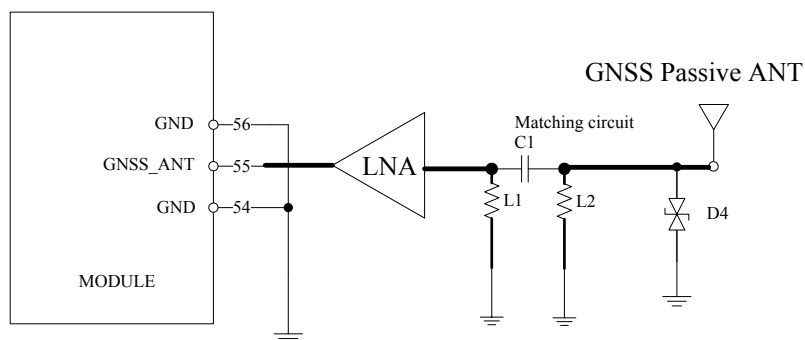 GNSS Passive ANT
Matching circuit
C1
GND 56
GNSS_ANT 55
LNA
GND 54
L1
L2
D4
MODULE